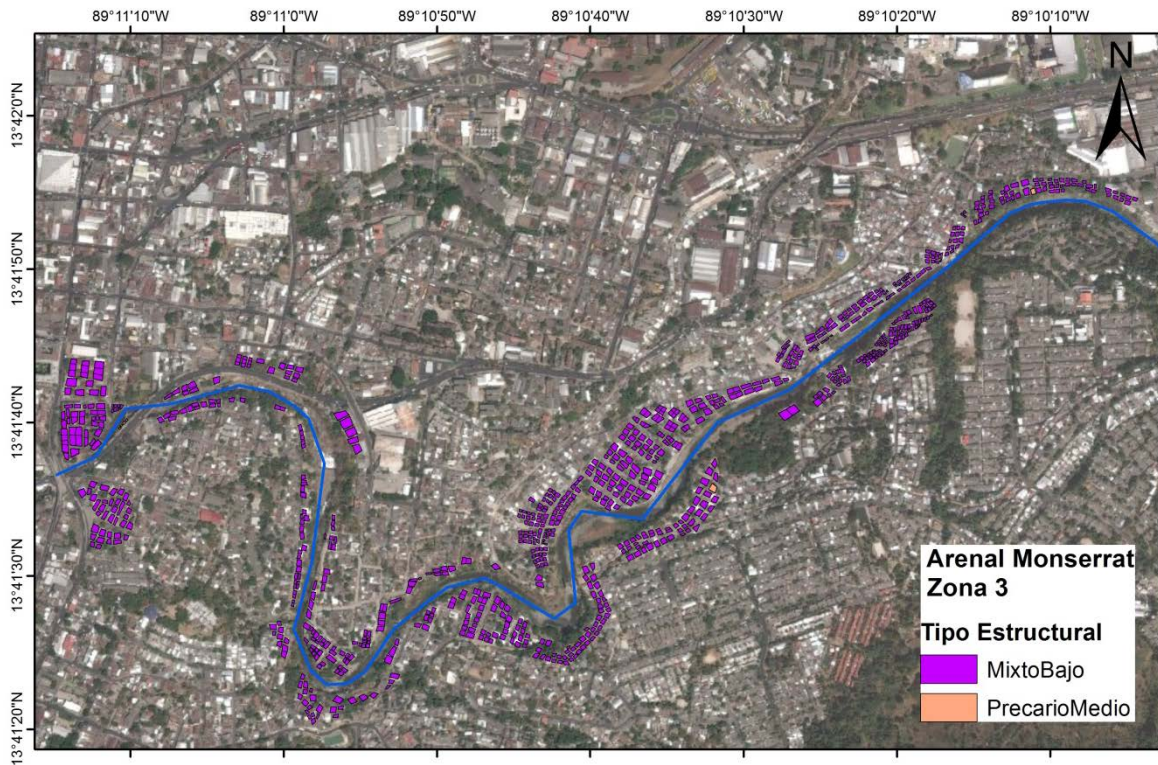 89°11'10"O
89°11'0"O
89°10'50"O
89°10'40"O
89°10'30"O
89°10'20"O
89°10'10"O
N
13°42'0"N
13°41'50"N
13°41'40"N
13°41'30"N
13°41'20"N
Arenal Monserrat
Zona 3
Tipo Estructural
MixtoBajo
PrecarioMedio